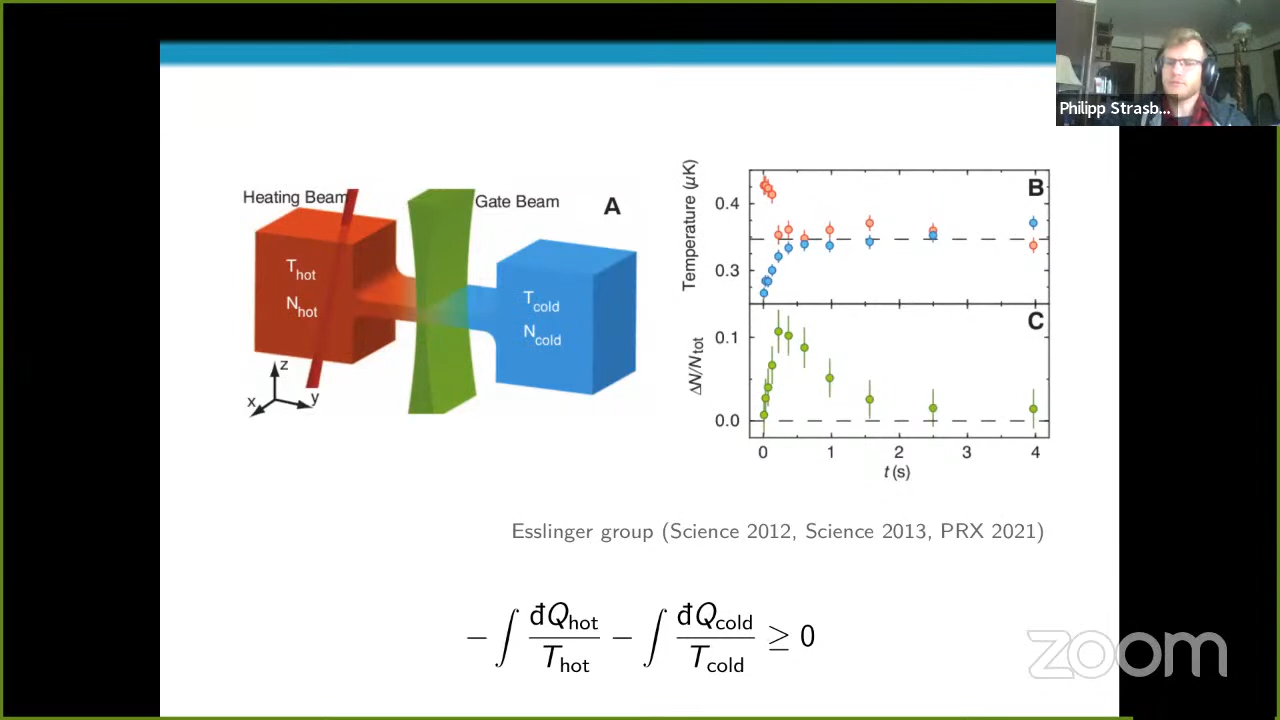 Philipp Strasb...
Heating Beam
Gate Beam
A
T_hot
N_hot
T_cold
N_cold
z
x
y
Temperature (μK)
B
0.4
0.3
C
ΔN/N_tot
0.1
0.0
0 1 2 3 4
t (s)
Esslinger group (Science 2012, Science 2013, PRX 2021)
− ∫ đQ_hot / T_hot − ∫ đQ_cold / T_cold ≥ 0
zoom